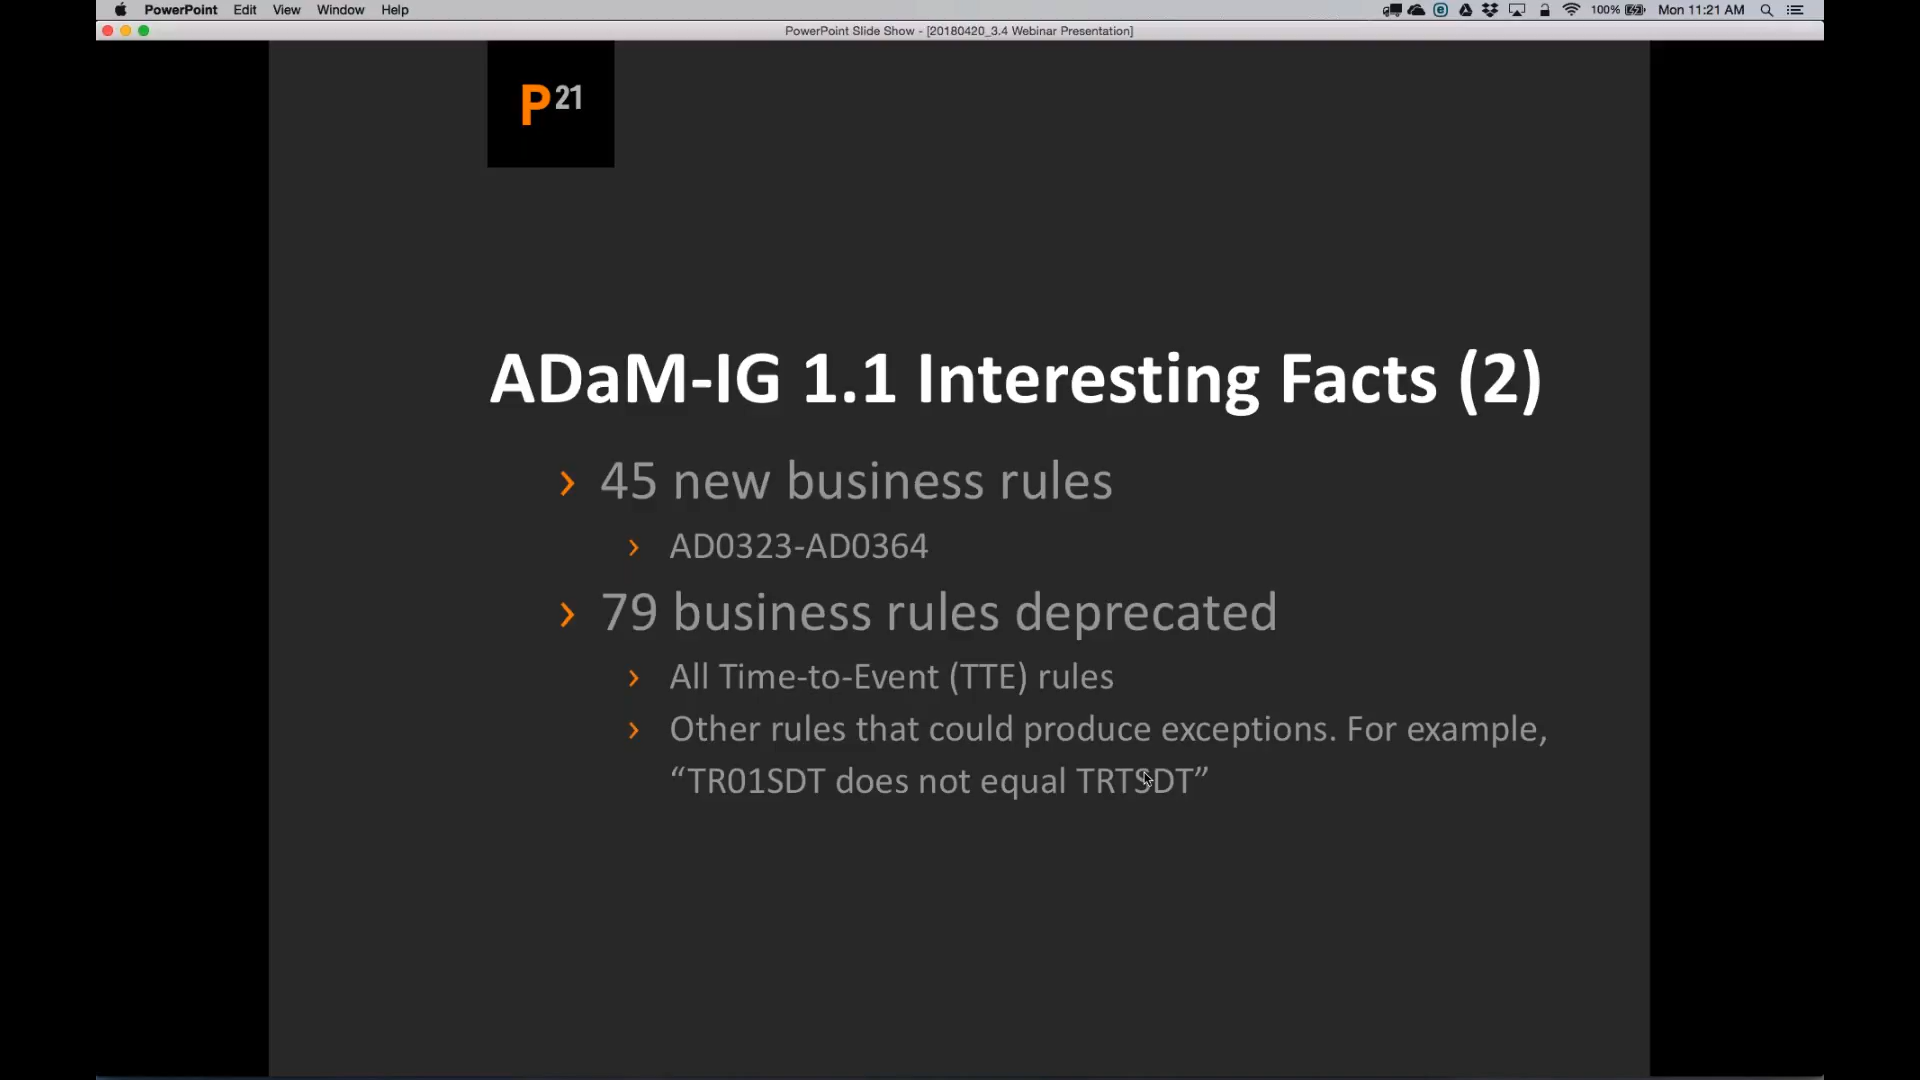 PowerPoint Edit View Window Help 100% Mon 11:21 AM
PowerPoint Slide Show - [20180420_3.4 Webinar Presentation]
P21
ADaM-IG 1.1 Interesting Facts (2)
› 45 new business rules
› AD0323-AD0364
› 79 business rules deprecated
› All Time-to-Event (TTE) rules
› Other rules that could produce exceptions. For example,
“TR01SDT does not equal TRTSDT”